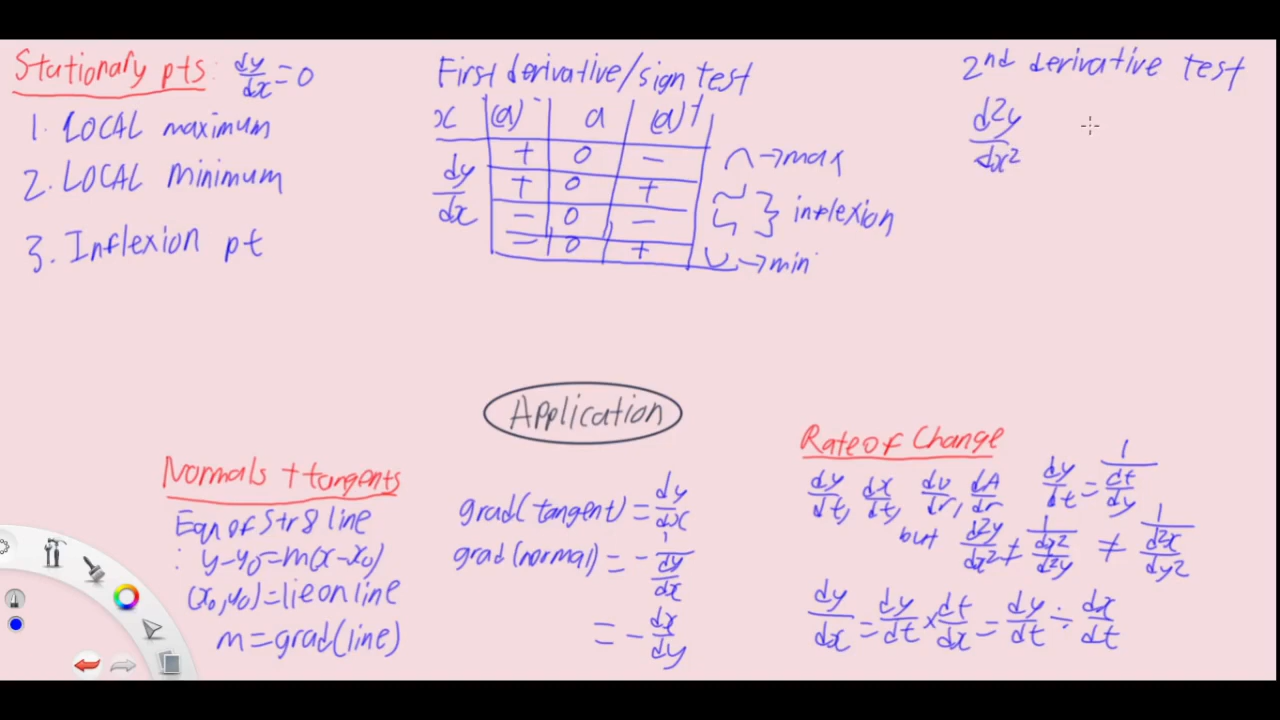 Stationary pts: dy/dx = 0
1. LOCAL maximum
2. LOCAL minimum
3. Inflexion pt
First derivative/sign test
x (a)⁻ a (a)⁺
dy/dx
+ 0 − → max
+ 0 +
− 0 − } inflexion
− 0 + → min
2nd derivative test
d²y/dx²
Application
Normals + tangents
Eqn of str8 line
: y−y₀=m(x−x₀)
(x₀,y₀)=lie on line
m=grad(line)
grad(tangent) = dy/dx
grad(normal) = − 1/(dy/dx)
= − dx/dy
Rate of Change
dy/dt, dx/dt, dv/dr, dA/dr dy/dt = 1/(dt/dy)
but d²y/dx² ≠ 1/(dx²/d²y) ≠ 1/(d²x/dy²)
dy/dx = dy/dt × dt/dx = dy/dt ÷ dx/dt